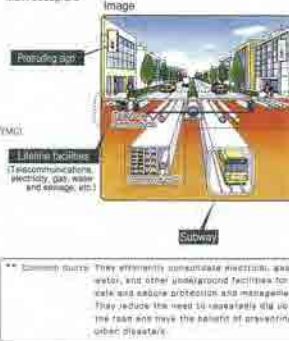 Image
Protruding sign
(YMC).
Lifeline facilities
(Telecommunications,
electricity, gas, water
and sewage, etc.)
Subway
** Common ducts: They efficiently consolidate electrical, gas,
water, and other underground facilities for
safe and secure protection and management.
They reduce the need to repeatedly dig up
the road and have the benefit of preventing
urban disasters.